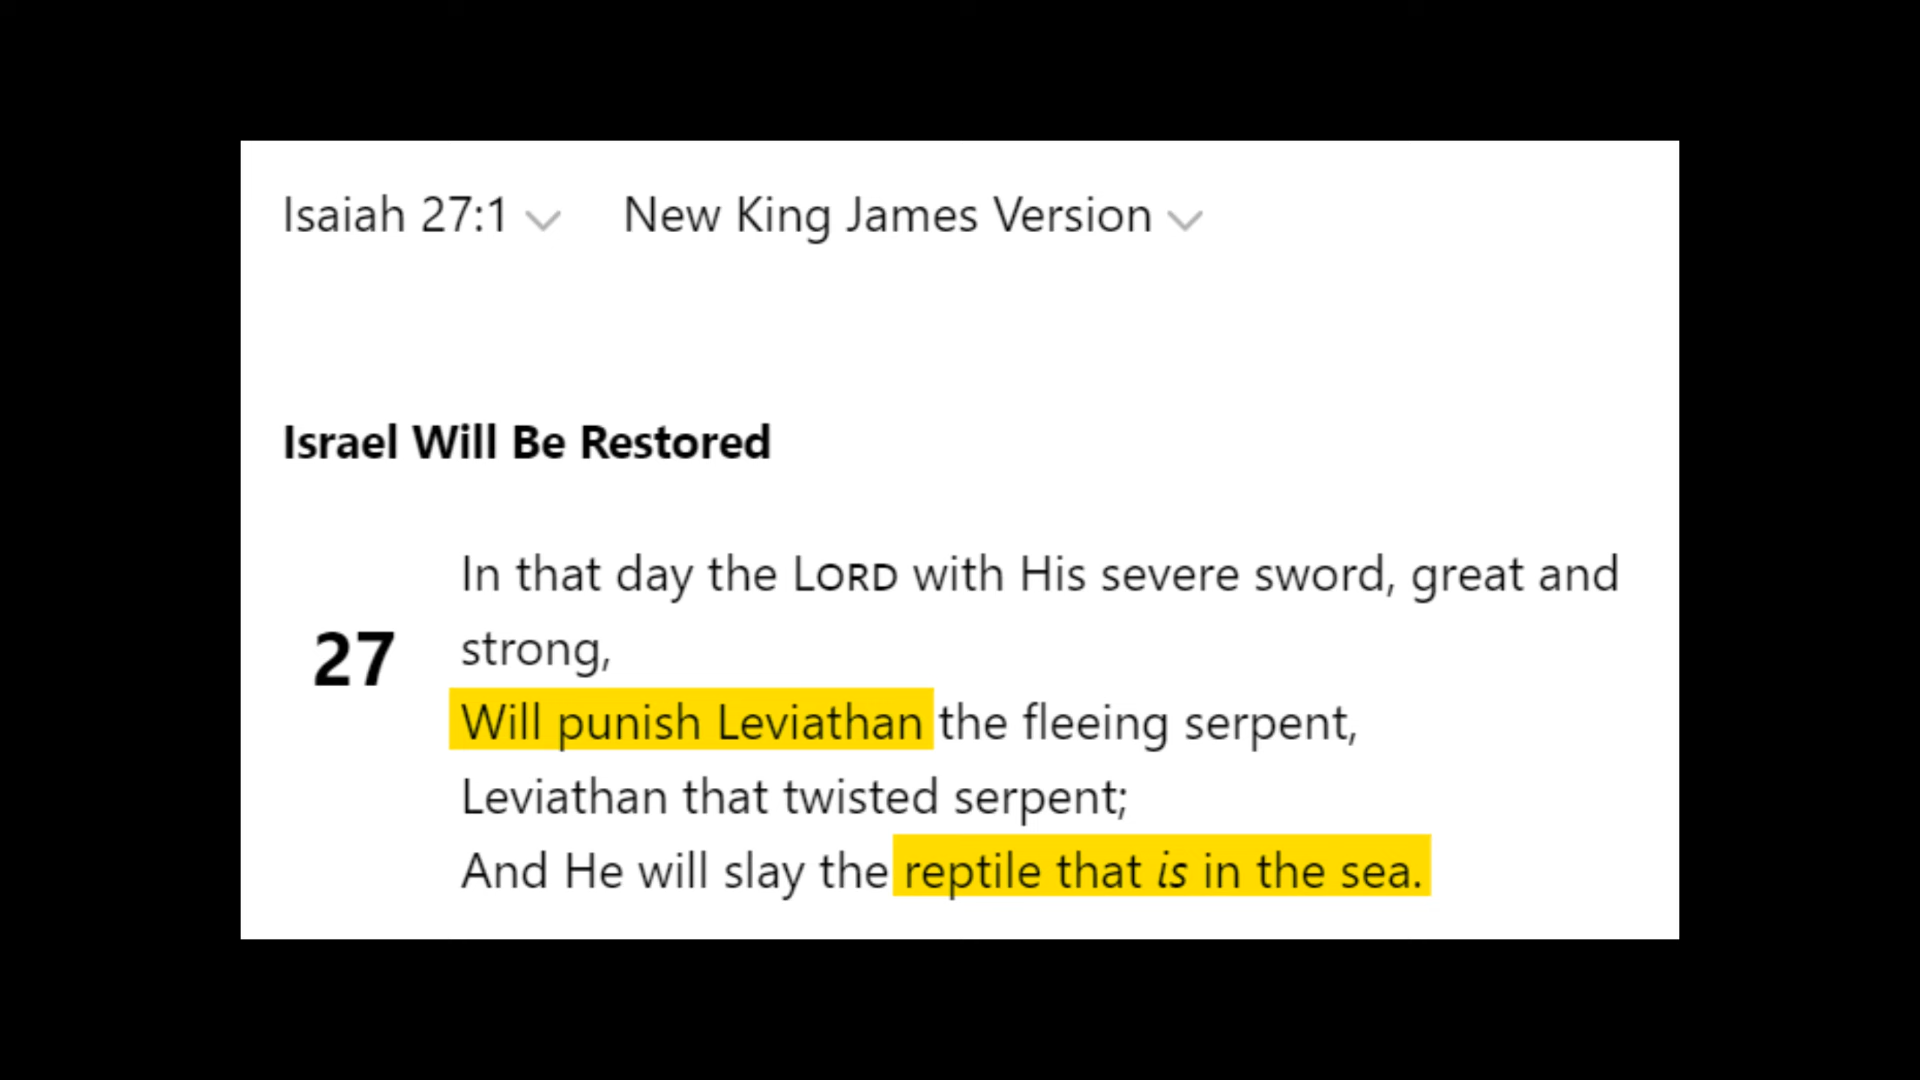 Isaiah 27:1 New King James Version
Israel Will Be Restored
In that day the LORD with His severe sword, great and
27 strong,
Will punish Leviathan the fleeing serpent,
Leviathan that twisted serpent;
And He will slay the reptile that is in the sea.